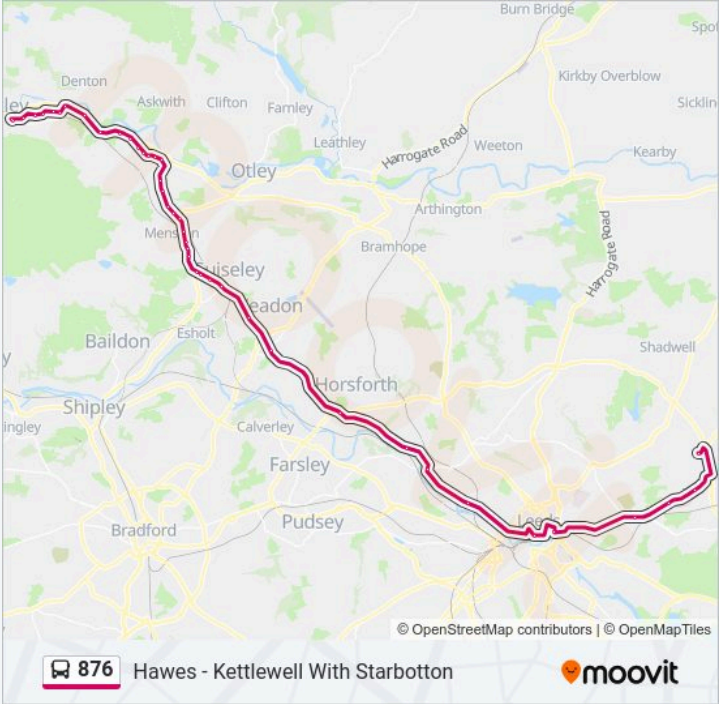 Burn Bridge
Spo
Denton
Kirkby Overblow
ley
Askwith
Clifton
Farnley
Sicklin
Harrogate Road
Leathley
Weeton
Kearby
Otley
Arthington
Harrogate Road
Mens n
Bramhope
Guiseley
eadon
Baildon
Esholt
Shadwell
y
Horsforth
Shipley
ingley
Calverley
Farsley
Bradford
Pudsey
Leeds
© OpenStreetMap contributors | © OpenMapTiles
876 Hawes - Kettlewell With Starbotton
moovit